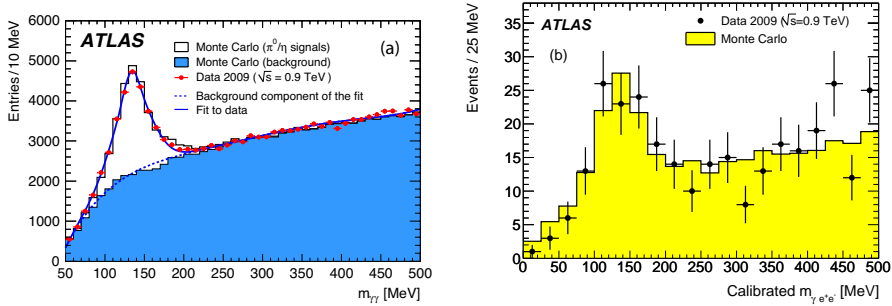 ATLAS
(a)
Monte Carlo (π⁰/η signals)
Monte Carlo (background)
Data 2009 (√s = 0.9 TeV)
Background component of the fit
Fit to data
Entries / 10 MeV
6000
5000
4000
3000
2000
1000
0
50 100 150 200 250 300 350 400 450 500
m_γγ [MeV]
ATLAS
(b)
Data 2009 (√s=0.9 TeV)
Monte Carlo
Events / 25 MeV
35
30
25
20
15
10
5
0
0 50 100 150 200 250 300 350 400 450 500
Calibrated m_γ e⁺e⁻ [MeV]